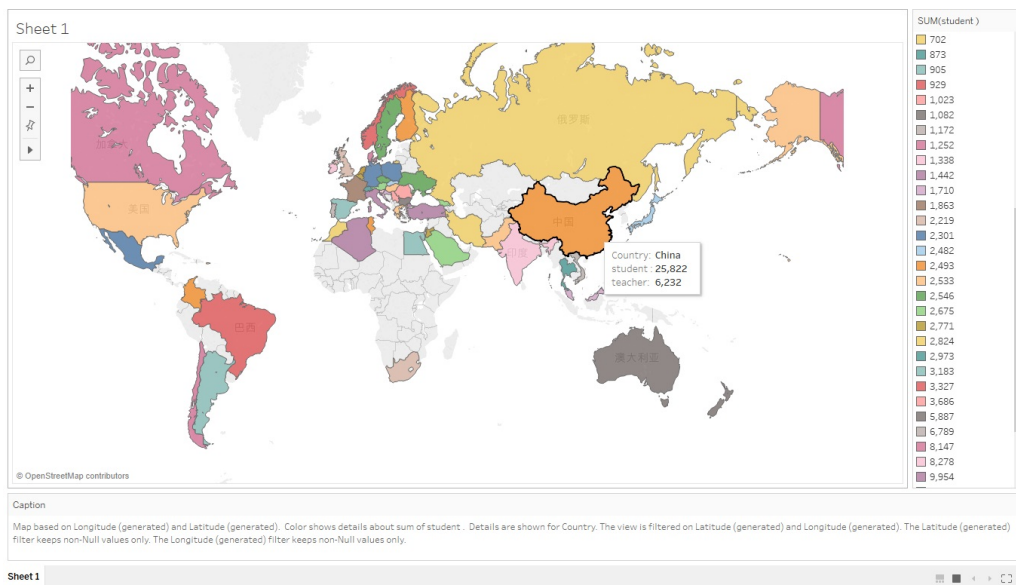 Sheet 1
SUM(student )
702
873
905
929
1,023
1,082
1,172
1,252
1,338
1,442
1,710
1,863
2,219
2,301
2,482
2,493
2,533
2,546
2,675
2,771
2,824
2,973
3,183
3,327
3,686
5,887
6,789
8,147
8,278
9,954
俄罗斯
加拿大
美国
中国
印度
巴西
澳大利亚
Country: China
student : 25,822
teacher: 6,232
© OpenStreetMap contributors
Caption
Map based on Longitude (generated) and Latitude (generated). Color shows details about sum of student . Details are shown for Country. The view is filtered on Latitude (generated) and Longitude (generated). The Latitude (generated)
filter keeps non-Null values only. The Longitude (generated) filter keeps non-Null values only.
Sheet 1